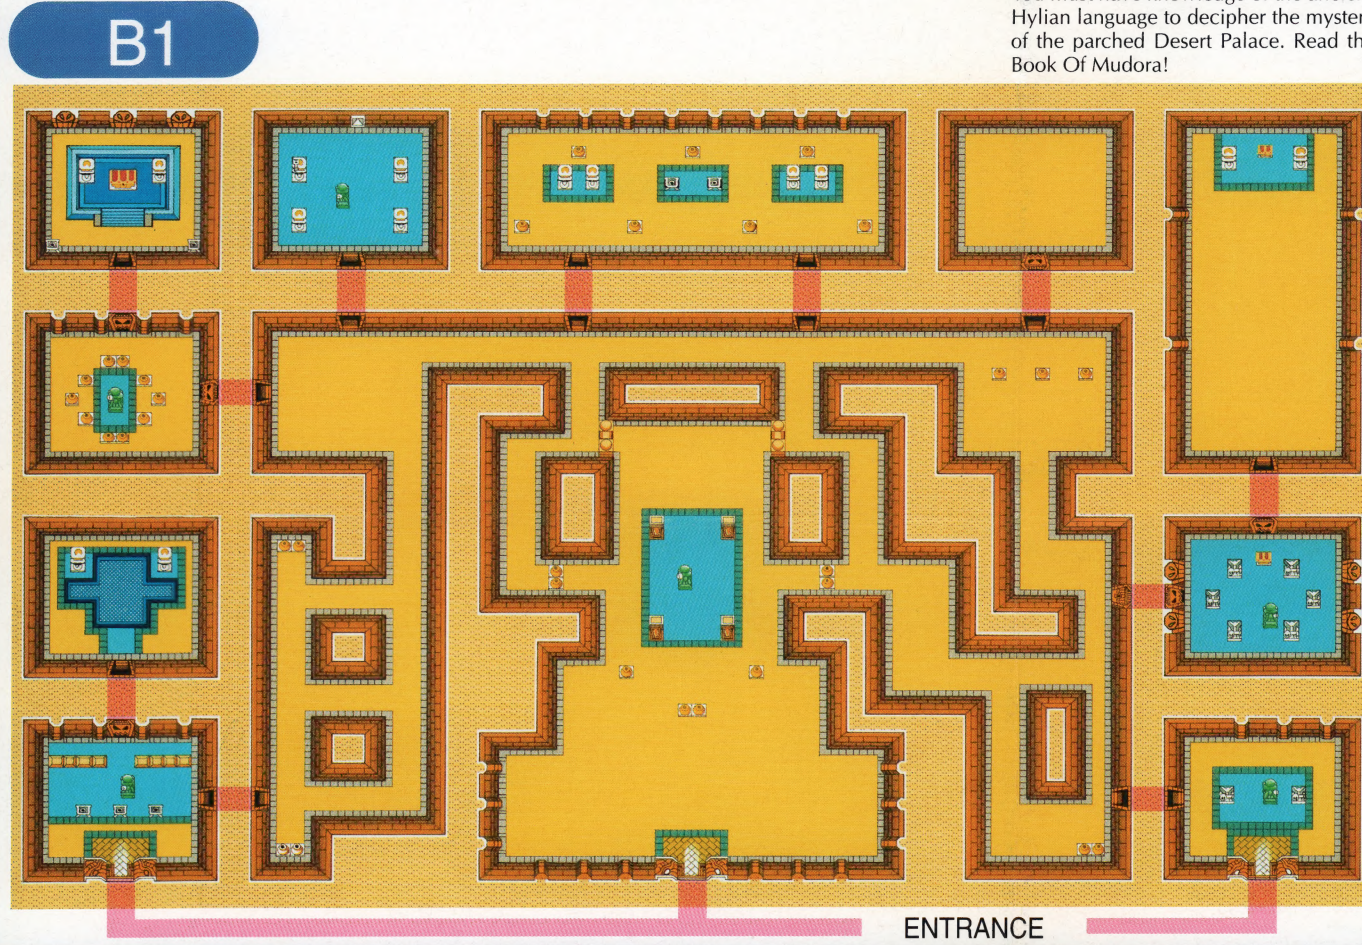 B1
Hylian language to decipher the myster
of the parched Desert Palace. Read th
Book Of Mudora!
ENTRANCE